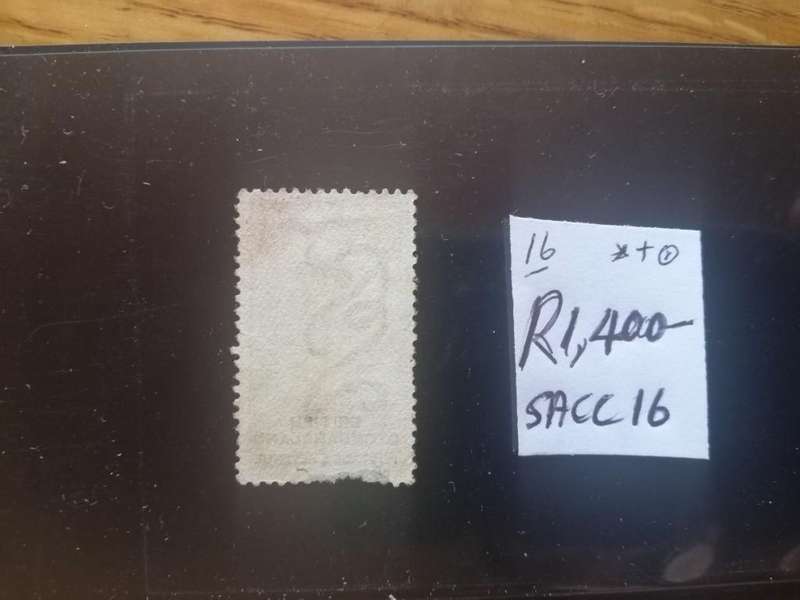 16 *+①
R1,400-
SACC 16